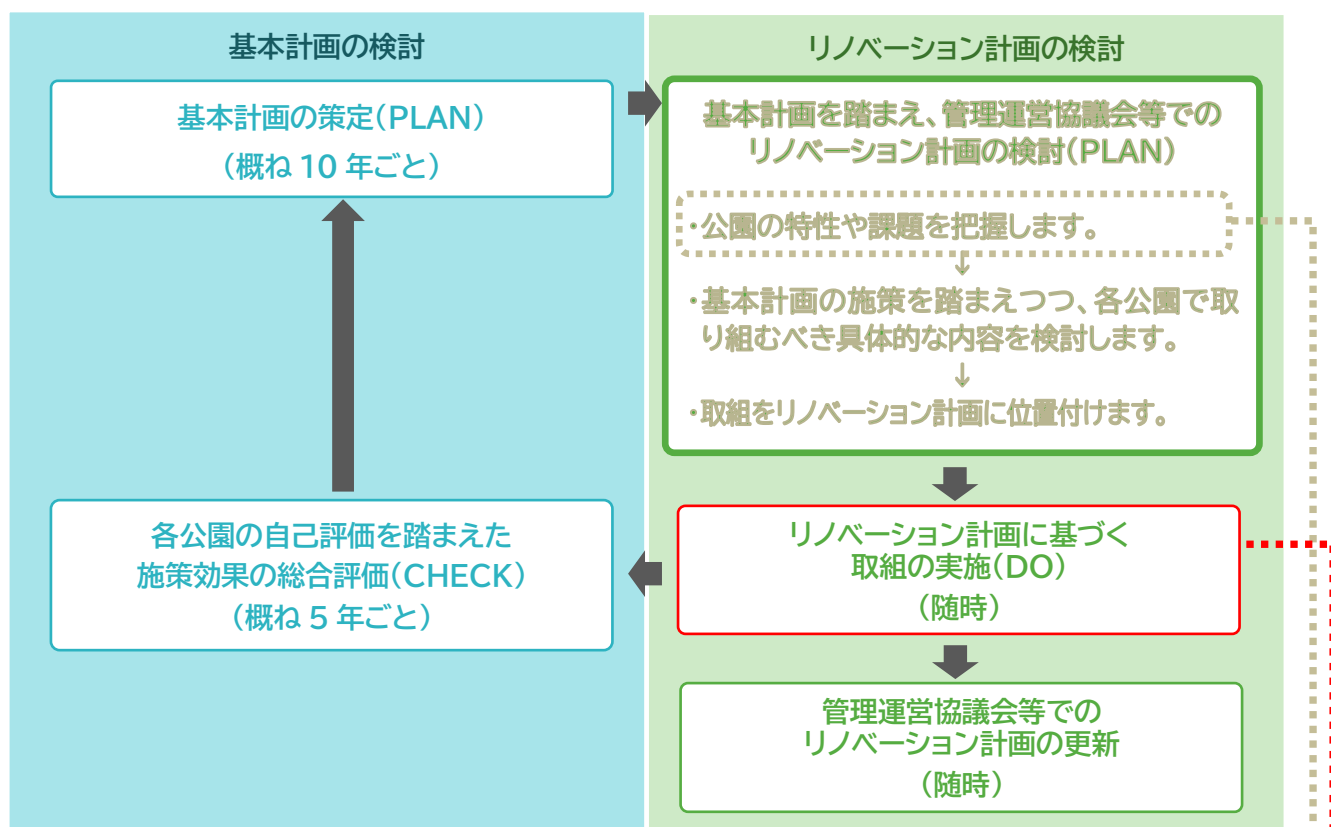 基本計画の検討
基本計画の策定(PLAN)
(概ね 10 年ごと)
各公園の自己評価を踏まえた
施策効果の総合評価(CHECK)
(概ね 5 年ごと)
リノベーション計画の検討
基本計画を踏まえ、管理運営協議会等での
リノベーション計画の検討(PLAN)
・公園の特性や課題を把握します。
↓
・基本計画の施策を踏まえつつ、各公園で取
り組むべき具体的な内容を検討します。
↓
・取組をリノベーション計画に位置付けます。
リノベーション計画に基づく
取組の実施(DO)
(随時)
管理運営協議会等での
リノベーション計画の更新
(随時)